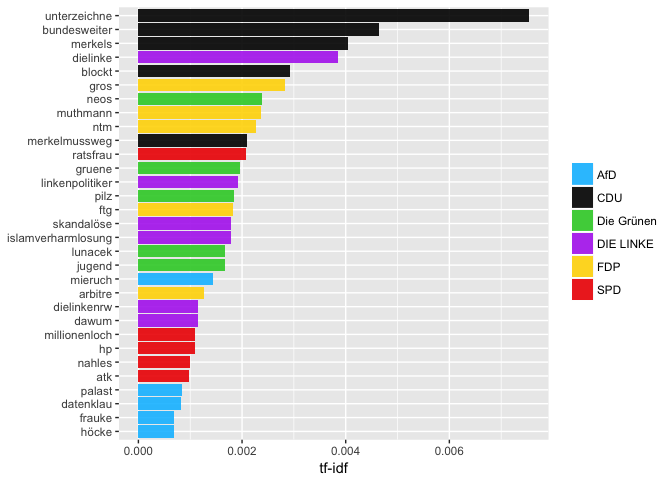 unterzeichne
bundesweiter
merkels
dielinke
blockt
gros
neos
muthmann
ntm
merkelmussweg
ratsfrau
gruene
linkenpolitiker
pilz
ftg
skandalöse
islamverharmlosung
lunacek
jugend
mieruch
arbitre
dielinkenrw
dawum
millionenloch
hp
nahles
atk
palast
datenklau
frauke
höcke
0.000 0.002 0.004 0.006
tf-idf
AfD
CDU
Die Grünen
DIE LINKE
FDP
SPD